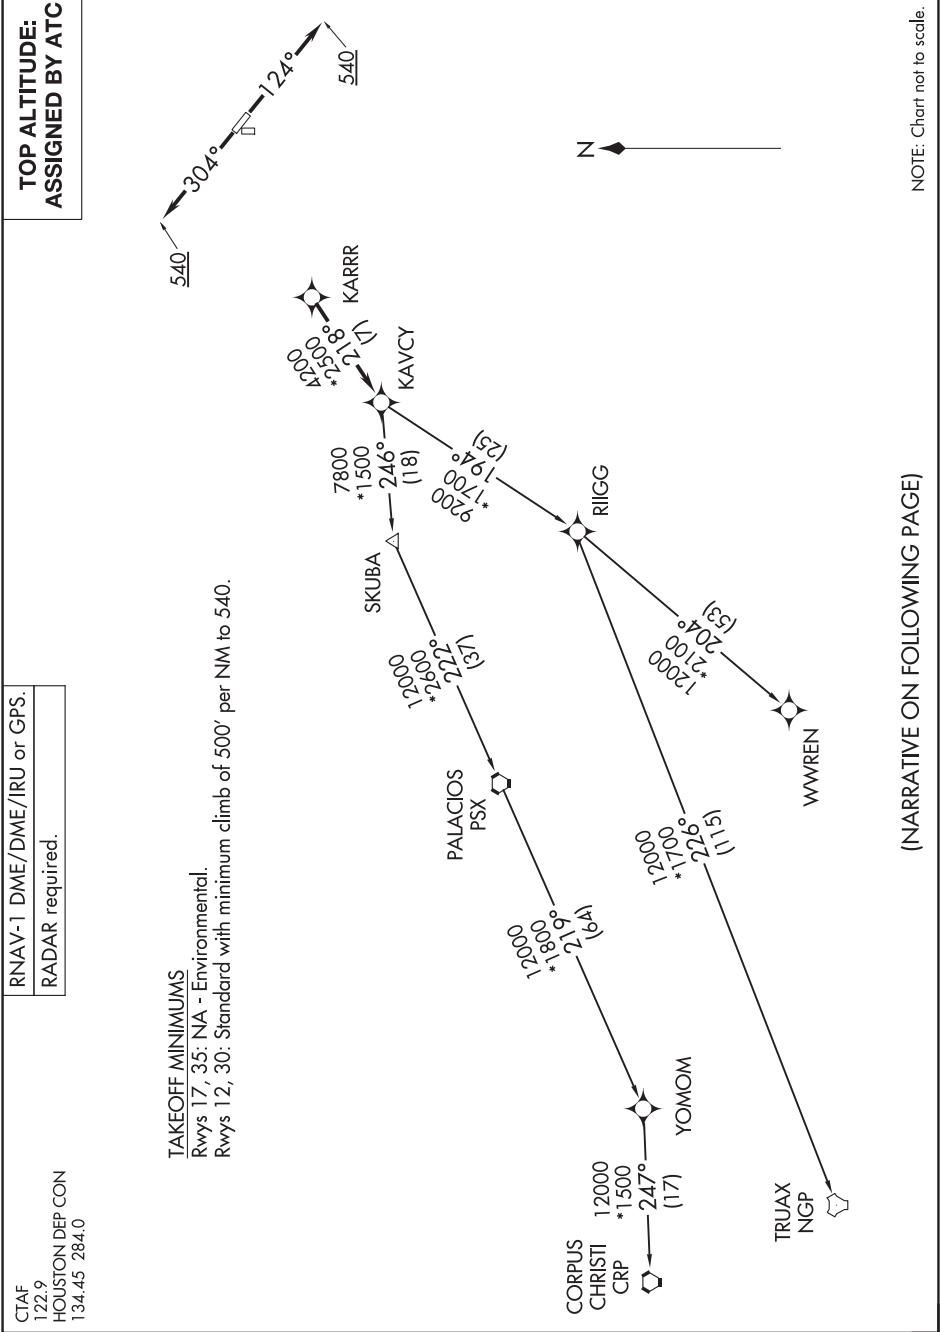 CTAF
122.9
HOUSTON DEP CON
134.45 284.0
RNAV-1 DME/DME/IRU or GPS.
RADAR required.
TOP ALTITUDE:
ASSIGNED BY ATC
TAKEOFF MINIMUMS
Rwys 17, 35: NA - Environmental.
Rwys 12, 30: Standard with minimum climb of 500' per NM to 540.
540
304°
124°
540
KARRR
4200
*2500
218°
(7)
KAVCY
7800
*1500
246°
(18)
SKUBA
9200
*1700
194°
(25)
RIIGG
12000
*2600
222°
(37)
PALACIOS
PSX
12000
*2100
204°
(53)
WWREN
12000
*1800
219°
(64)
YOMOM
12000
*1700
226°
(115)
TRUAX
NGP
12000
*1500
247°
(17)
CORPUS
CHRISTI
CRP
N
NOTE: Chart not to scale.
(NARRATIVE ON FOLLOWING PAGE)